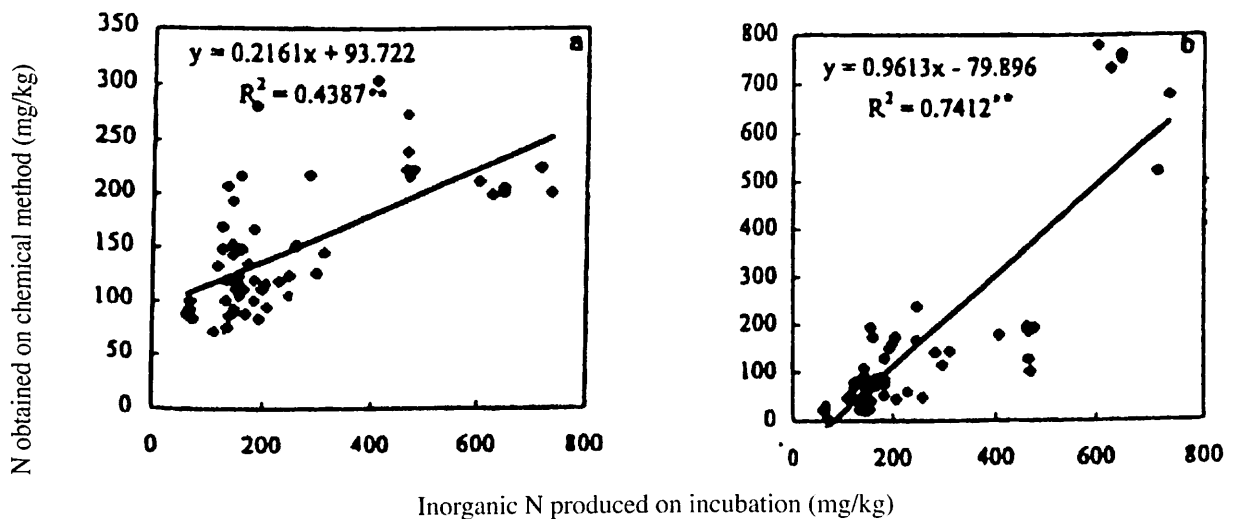 N obtained on chemical method (mg/kg)
350
300
250
200
150
100
50
0
0 200 400 600 800
a
y = 0.2161x + 93.722
R² = 0.4387**
800
700
600
500
400
300
200
100
0
0 200 400 600 800
b
y = 0.9613x - 79.896
R² = 0.7412**
Inorganic N produced on incubation (mg/kg)